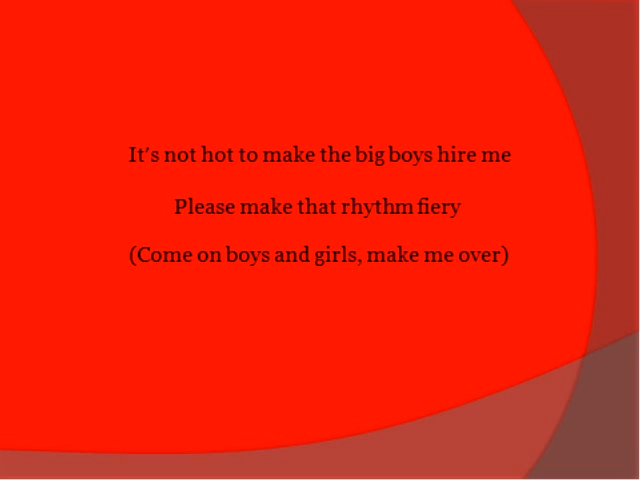 It's not hot to make the big boys hire me
Please make that rhythm fiery
(Come on boys and girls, make me over)